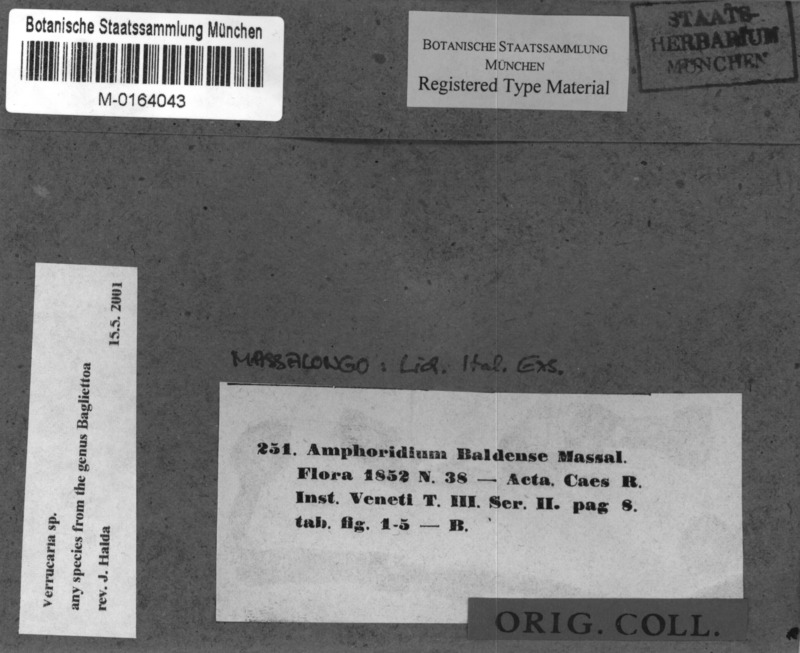 Botanische Staatssammlung München
M-0164043
BOTANISCHE STAATSSAMMLUNG
MÜNCHEN
Registered Type Material
STAATS-
HERBARIUM
MÜNCHEN
Verrucaria sp.
any species from the genus Bagliettoa
rev. J. Halda 15.5. 2001
MASSALONGO: Lich. Ital. Exs.
251. Amphoridium Baldense Massal.
Flora 1852 N. 38 — Acta. Caes R.
Inst. Veneti T. III. Ser. II. pag 8.
tab. fig. 1-5 — B.
ORIG. COLL.